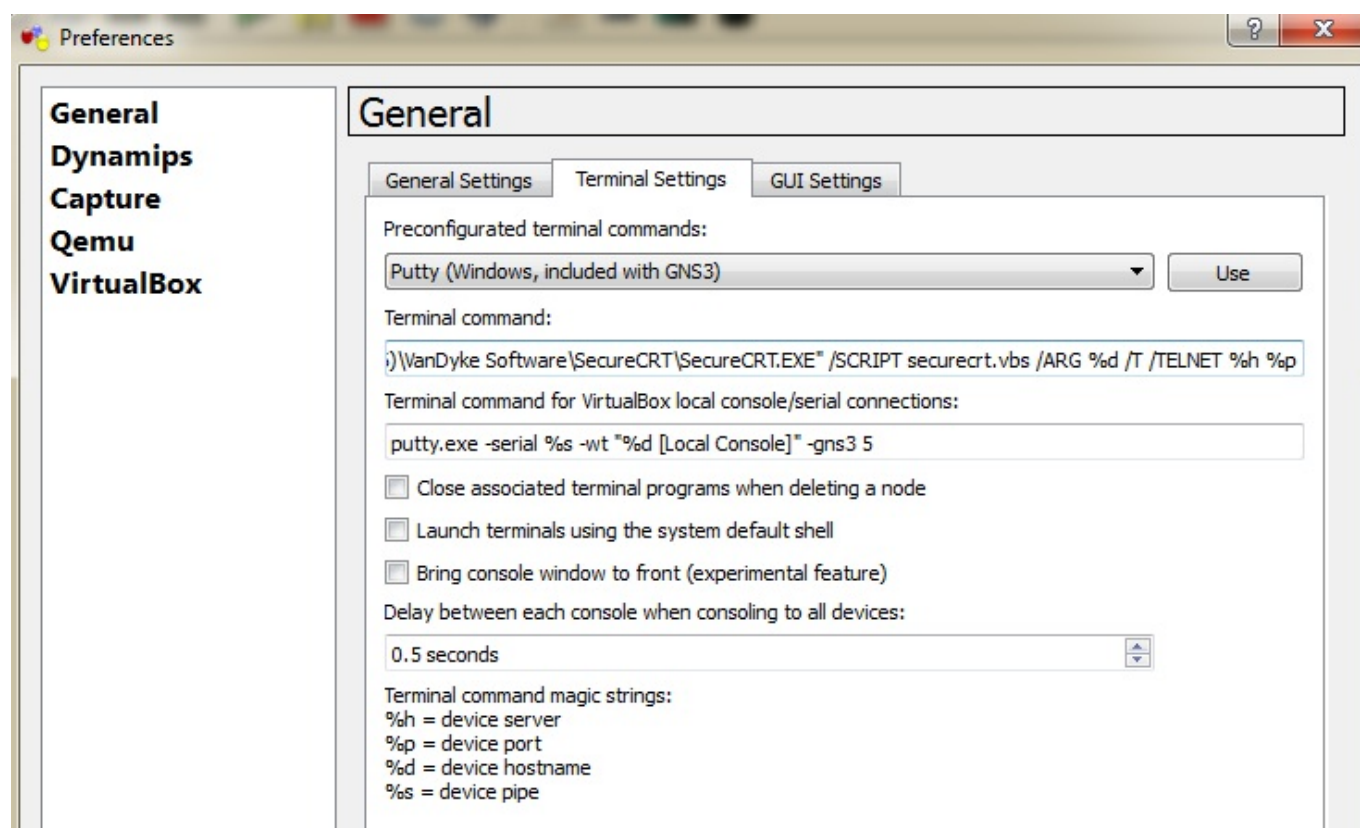 Preferences
General
Dynamips
Capture
Qemu
VirtualBox
General
General Settings
Terminal Settings
GUI Settings
Preconfigurated terminal commands:
Putty (Windows, included with GNS3)
Use
Terminal command:
)\VanDyke Software\SecureCRT\SecureCRT.EXE" /SCRIPT securecrt.vbs /ARG %d /T /TELNET %h %p
Terminal command for VirtualBox local console/serial connections:
putty.exe -serial %s -wt "%d [Local Console]" -gns3 5
Close associated terminal programs when deleting a node
Launch terminals using the system default shell
Bring console window to front (experimental feature)
Delay between each console when consoling to all devices:
0.5 seconds
Terminal command magic strings:
%h = device server
%p = device port
%d = device hostname
%s = device pipe